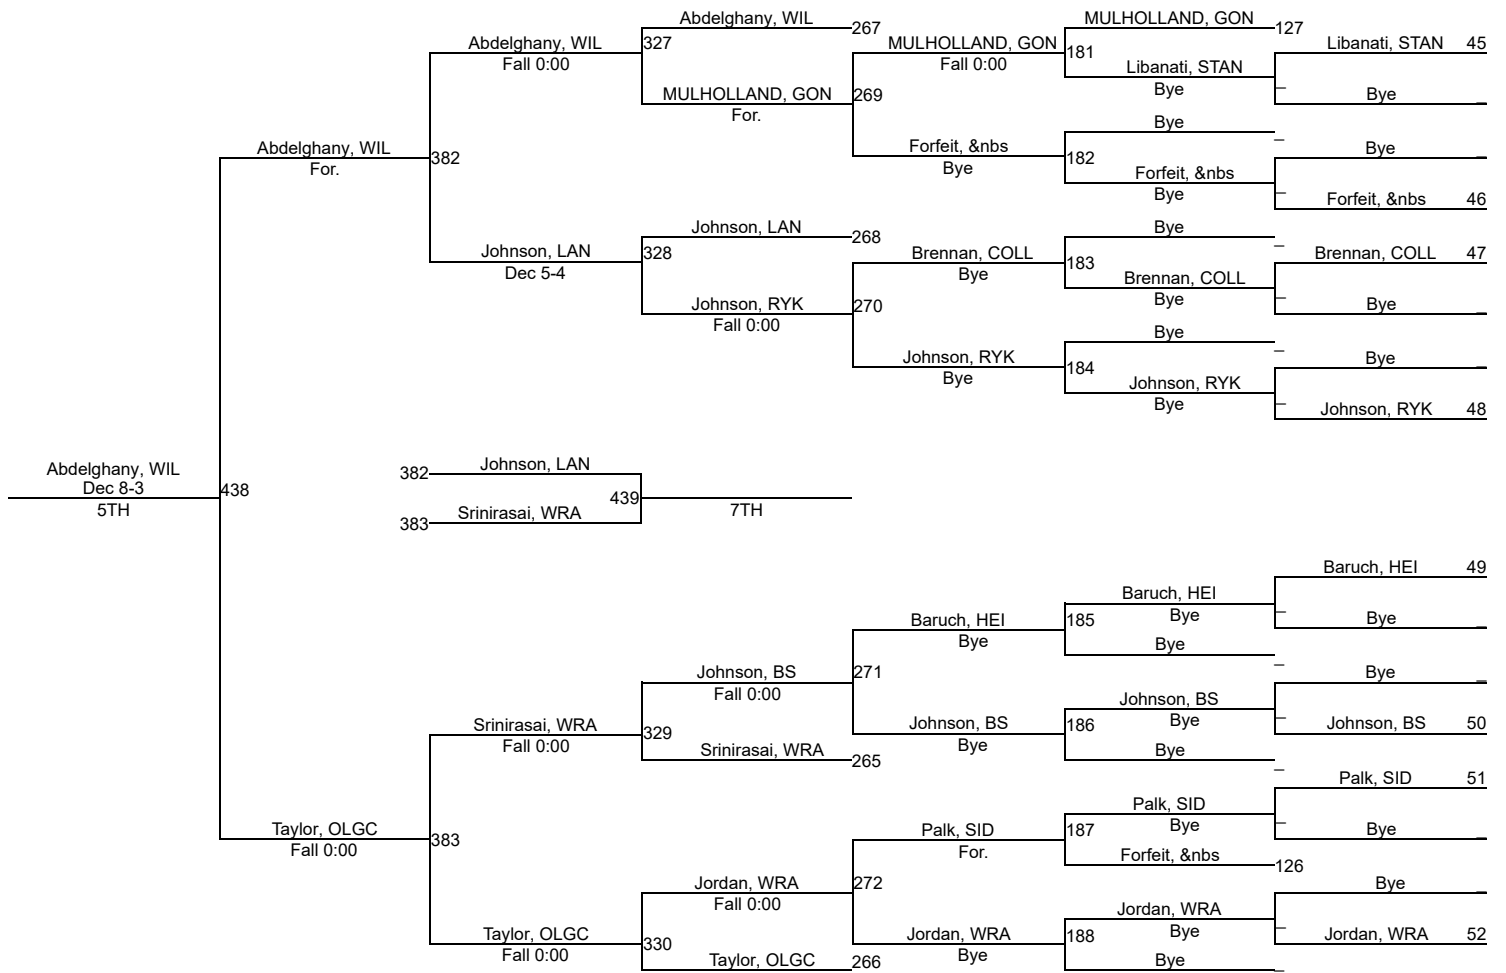 Abdelghany, WIL
267
MULHOLLAND, GON
127
Abdelghany, WIL
327
MULHOLLAND, GON
181
Libanati, STAN 45
Fall 0:00
Fall 0:00
Libanati, STAN
MULHOLLAND, GON
269
Bye
Bye
For.
Bye
Abdelghany, WIL
382
Forfeit, &nbs
182
Bye
For.
Bye
Forfeit, &nbs
Bye
Forfeit, &nbs 46
Johnson, LAN
268
Bye
Johnson, LAN
328
Brennan, COLL
183
Brennan, COLL 47
Dec 5-4
Bye
Brennan, COLL
Johnson, RYK
270
Bye
Bye
Fall 0:00
Bye
Johnson, RYK
184
Bye
Bye
Johnson, RYK
Bye
Johnson, RYK 48
Abdelghany, WIL
Dec 8-3
438
5TH
382
Johnson, LAN
439
7TH
383
Srinirasai, WRA
Baruch, HEI 49
Baruch, HEI
Baruch, HEI
185
Bye
Bye
Bye
Bye
Johnson, BS
271
Bye
Fall 0:00
Johnson, BS
Srinirasai, WRA
329
Johnson, BS
186
Bye
Johnson, BS 50
Fall 0:00
Srinirasai, WRA
265
Bye
Bye
Palk, SID 51
Palk, SID
Taylor, OLGC
383
Palk, SID
187
Bye
Bye
Fall 0:00
For.
Forfeit, &nbs
126
Jordan, WRA
272
Bye
Fall 0:00
Jordan, WRA
Taylor, OLGC
330
Jordan, WRA
188
Bye
Jordan, WRA 52
Fall 0:00
Taylor, OLGC
266
Bye
Bye